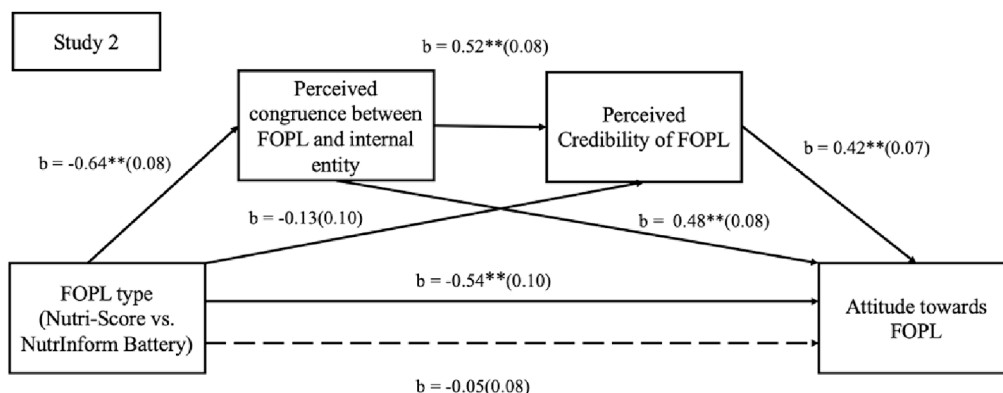 Study 2
b = 0.52**(0.08)
Perceived
congruence between
FOPL and internal
entity
Perceived
Credibility of FOPL
b = -0.64**(0.08)
b = 0.42**(0.07)
b = -0.13(0.10)
b = 0.48**(0.08)
FOPL type
(Nutri-Score vs.
NutrInform Battery)
b = -0.54**(0.10)
Attitude towards
FOPL
b = -0.05(0.08)